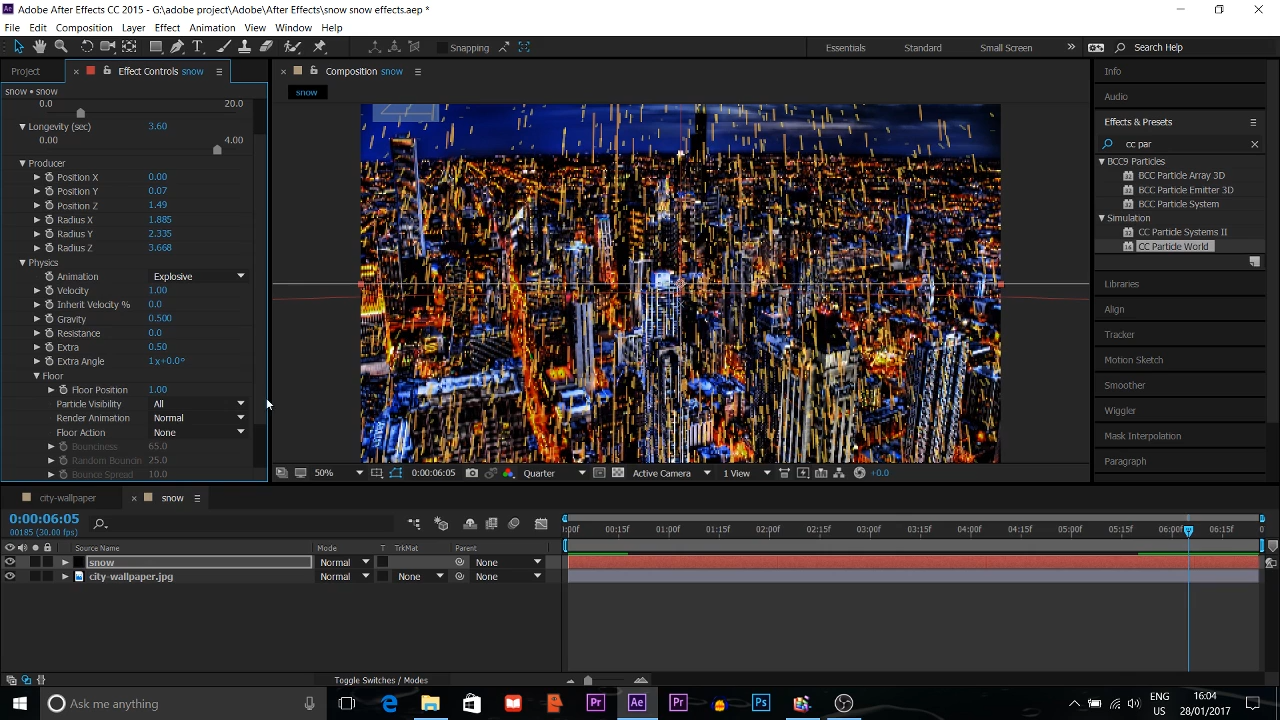 Adobe After Effects CC 2015 - G:\adobe project\Adobe\After Effects\snow snow effects.aep *
File Edit Composition Layer Effect Animation View Window Help
Snapping Essentials Standard Small Screen » Search Help
Project × Effect Controls snow
snow • snow
0.0 20.0
Longevity (sec) 3.60
0.00 4.00
Producer
Position X 0.00
Position Y 0.07
Position Z 1.49
Radius X 1.885
Radius Y 2.335
Radius Z 3.668
Physics
Animation Explosive
Velocity 1.00
Inherit Velocity % 0.0
Gravity 0.500
Resistance 0.0
Extra 0.50
Extra Angle 1x+0.0°
Floor
Floor Position 1.00
Particle Visibility All
Render Animation Normal
Floor Action None
Bounciness 65.0
Random Bouncin 25.0
Bounce Spread 10.0
× Composition snow
snow
50% 0:00:06:05 Quarter Active Camera 1 View +0.0
Info
Audio
Effects & Presets
cc par ×
BCC9 Particles
BCC Particle Array 3D
BCC Particle Emitter 3D
BCC Particle System
Simulation
CC Particle Systems II
CC Particle World
Libraries
Align
Tracker
Motion Sketch
Smoother
Wiggler
Mask Interpolation
Paragraph
city-wallpaper × snow
0:00:06:05
00185 (30.00 fps)
:00f 00:15f 01:00f 01:15f 02:00f 02:15f 03:00f 03:15f 04:00f 04:15f 05:00f 05:15f 06:00f 06:15f 0
Source Name Mode T TrkMat Parent
snow Normal None
city-wallpaper.jpg Normal None None
Toggle Switches / Modes
Ask me anything
ENG 16:04
US 28/01/2017